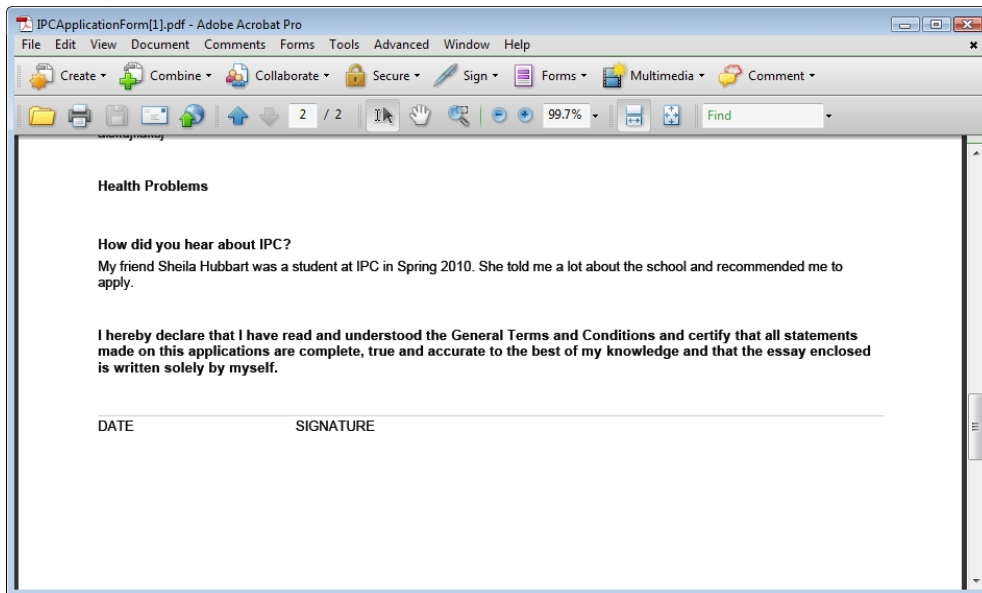 IPCApplicationForm[1].pdf - Adobe Acrobat Pro
File Edit View Document Comments Forms Tools Advanced Window Help
Create Combine Collaborate Secure Sign Forms Multimedia Comment
2 / 2 99.7% Find
Health Problems
How did you hear about IPC?
My friend Sheila Hubbart was a student at IPC in Spring 2010. She told me a lot about the school and recommended me to
apply.
I hereby declare that I have read and understood the General Terms and Conditions and certify that all statements
made on this applications are complete, true and accurate to the best of my knowledge and that the essay enclosed
is written solely by myself.
DATE SIGNATURE